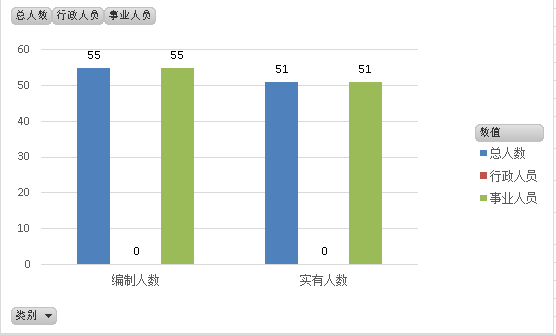 总人数 行政人员 事业人员
60
50
40
30
20
10
0
55
0
55
51
0
51
编制人数
实有人数
数值
总人数
行政人员
事业人员
类别